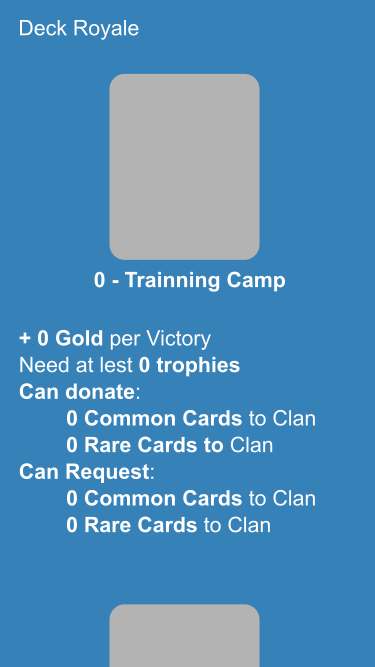 Deck Royale
0 - Trainning Camp
+ 0 Gold per Victory
Need at lest 0 trophies
Can donate:
0 Common Cards to Clan
0 Rare Cards to Clan
Can Request:
0 Common Cards to Clan
0 Rare Cards to Clan